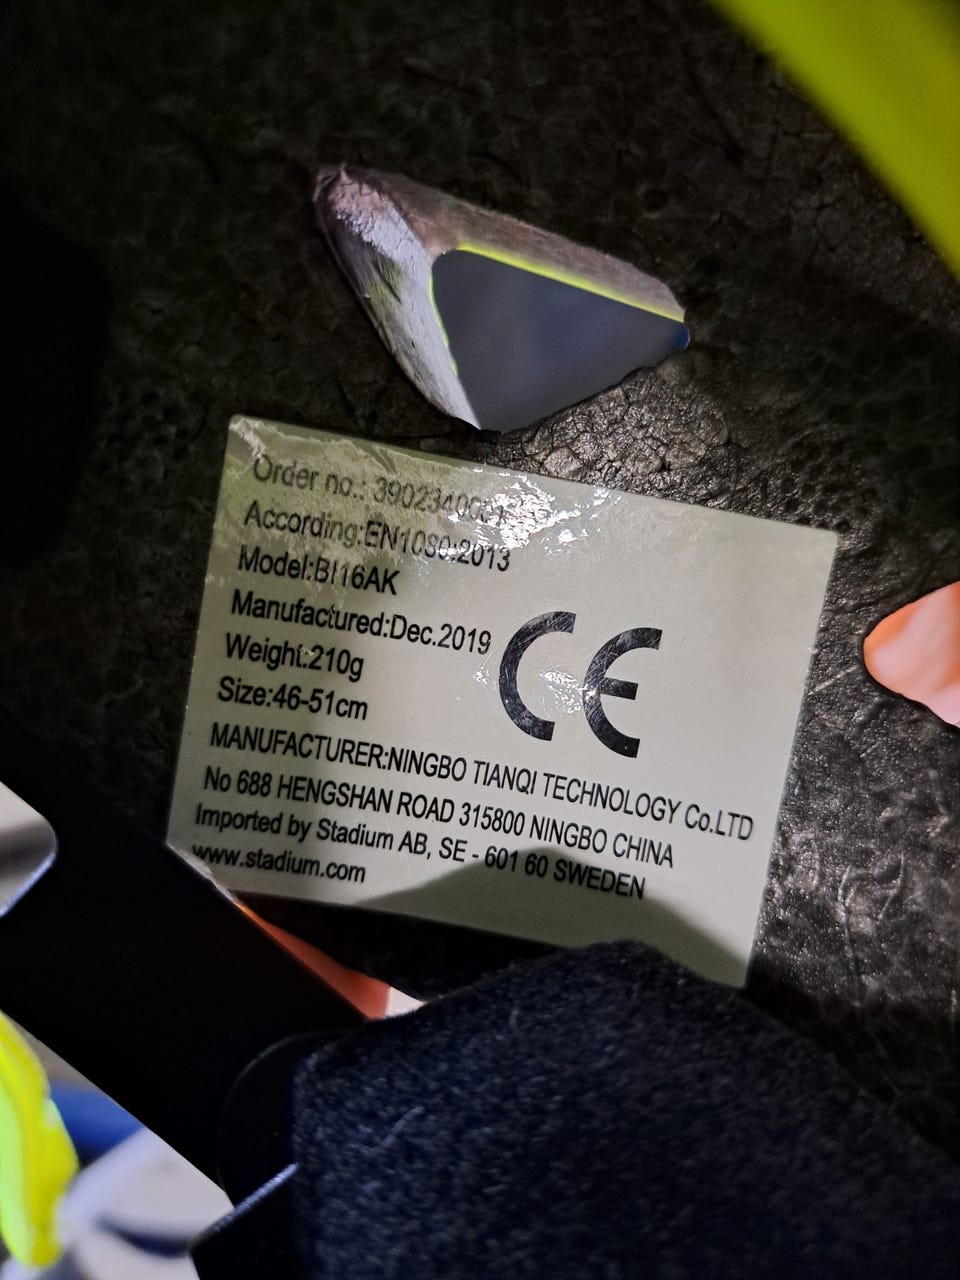 Order no.: 3902340001
According:EN1080:2013
Model:BI16AK
Manufactured:Dec.2019
Weight:210g
Size:46-51cm
CE
MANUFACTURER:NINGBO TIANQI TECHNOLOGY Co.LTD
No 688 HENGSHAN ROAD 315800 NINGBO CHINA
Imported by Stadium AB, SE - 601 60 SWEDEN
www.stadium.com